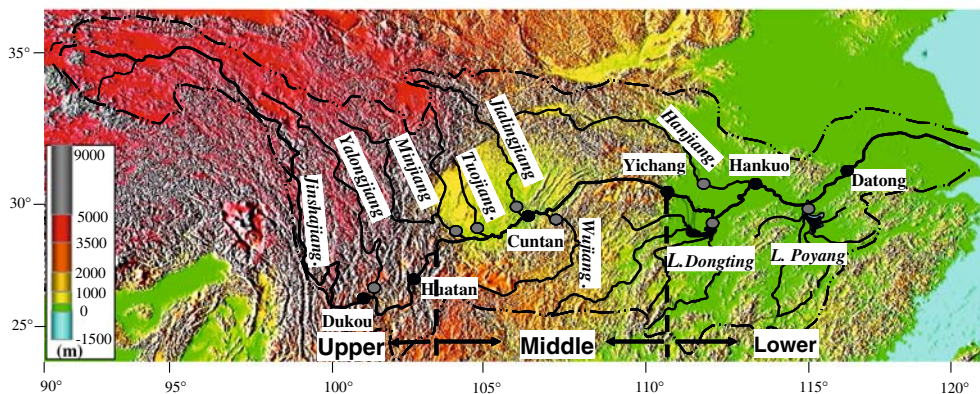 35°
30°
25°
9000
5000
3500
2000
1000
0
-1500
(m)
Jinshajiang.
Yalongjiang
Minjiang
Tuojiang.
Jialingjiang
Hanjiang.
Wujiang.
Yichang
Hankuo
Datong
Cuntan
L. Dongting
L. Poyang
Huatan
Dukou
Upper
Middle
Lower
90°
95°
100°
105°
110°
115°
120°